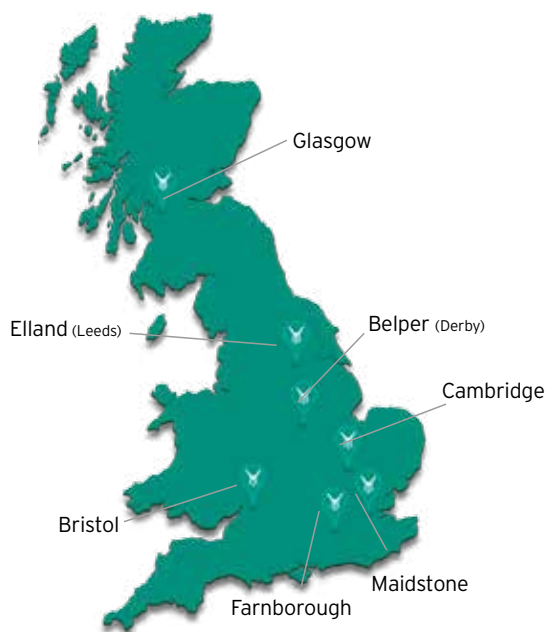 Glasgow
Elland (Leeds)
Belper (Derby)
Cambridge
Bristol
Maidstone
Farnborough